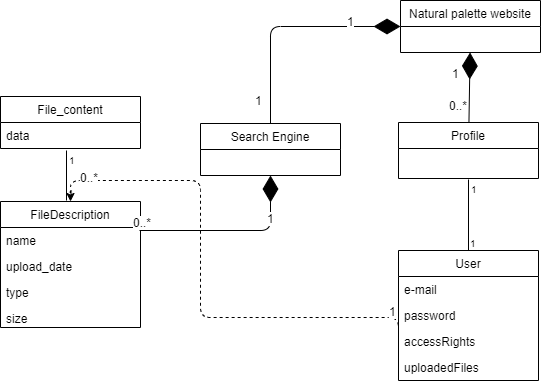 Natural palette website
1
1
0..*
1
File_content
data
Search Engine
Profile
1
0..*
1
FileDescription
name
upload_date
type
size
0..*
1
1
User
e-mail
password
accessRights
uploadedFiles
1